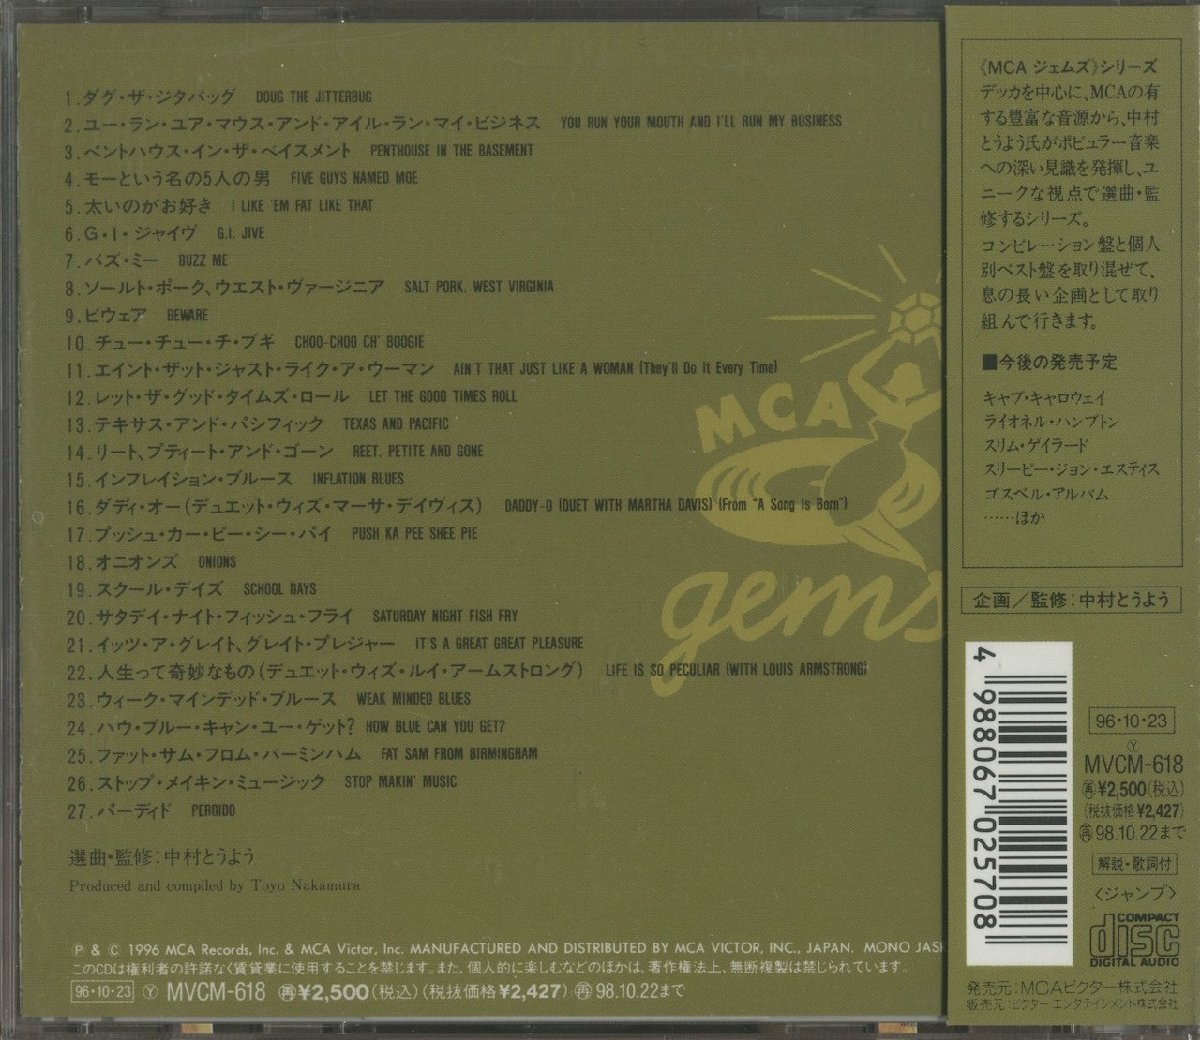 1.ダグ・ザ・ジタバッグ DOUG THE JITTERBUG
2.ユー・ラン・ユア・マウス・アンド・アイル・ラン・マイ・ビジネス YOU RUN YOUR MOUTH AND I'LL RUN MY BUSINESS
3.ペントハウス・イン・ザ・ベイスメント PENTHOUSE IN THE BASEMENT
4.モーという名の5人の男 FIVE GUYS NAMED MOE
5.太いのがお好き I LIKE 'EM FAT LIKE THAT
6.G・I・ジャイヴ G.I. JIVE
7.バズ・ミー BUZZ ME
8.ソールト・ポーク、ウエスト・ヴァージニア SALT PORK, WEST VIRGINIA
9.ビウェア BEWARE
10.チュー・チュー・チ・ブギ CHOO-CHOO CH' BOOGIE
11.エイント・ザット・ジャスト・ライク・ア・ウーマン AIN'T THAT JUST LIKE A WOMAN (They'll Do It Every Time)
12.レット・ザ・グッド・タイムズ・ロール LET THE GOOD TIMES ROLL
13.テキサス・アンド・パシフィック TEXAS AND PACIFIC
14.リート、プティート・アンド・ゴーン REET, PETITE AND GONE
15.インフレイション・ブルース INFLATION BLUES
16.ダディ・オー(デュエット・ウィズ・マーサ・デイヴィス) DADDY-O (DUET WITH MARTHA DAVIS) (From "A Song Is Born")
17.プッシュ・カー・ピー・シー・パイ PUSH KA PEE SHEE PIE
18.オニオンズ ONIONS
19.スクール・デイズ SCHOOL DAYS
20.サタデイ・ナイト・フィッシュ・フライ SATURDAY NIGHT FISH FRY
21.イッツ・ア・グレイト、グレイト・プレジャー IT'S A GREAT GREAT PLEASURE
22.人生って奇妙なもの(デュエット・ウィズ・ルイ・アームストロング) LIFE IS SO PECULIAR (WITH LOUIS ARMSTRONG)
23.ウィーク・マインデッド・ブルース WEAK MINDED BLUES
24.ハウ・ブルー・キャン・ユー・ゲット? HOW BLUE CAN YOU GET?
25.ファット・サム・フロム・バーミンハム FAT SAM FROM BIRMINGHAM
26.ストップ・メイキン・ミュージック STOP MAKIN' MUSIC
27.パーディド PERDIDO
選曲・監修:中村とうよう
Produced and compiled by Toyo Nakamura
MCA
gems
Ⓟ & Ⓒ 1996 MCA Records, Inc. & MCA Victor, Inc. MANUFACTURED AND DISTRIBUTED BY MCA VICTOR, INC., JAPAN. MONO
このCDは権利者の許諾なく賃貸業に使用することを禁じます。また、個人的に楽しむなどのほかは、著作権法上、無断複製は禁じられています。
96・10・23 Ⓨ MVCM-618 再¥2,500(税込)(税抜価格¥2,427) 再98.10.22まで
《MCA ジェムズ》シリーズ
デッカを中心に、MCAの有
する豊富な音源から、中村
とうよう氏がポピュラー音楽
への深い見識を発揮し、ユ
ニークな視点で選曲・監
修するシリーズ。
コンピレーション盤と個人
別ベスト盤を取り混ぜて、
息の長い企画として取り
組んで行きます。
■今後の発売予定
キャブ・キャロウェイ
ライオネル・ハンプトン
スリム・ゲイラード
スリーピー・ジョン・エスティス
ゴスペル・アルバム
……ほか
企画/監修:中村とうよう
4 988067 025708
96・10・23
Ⓨ
MVCM-618
再¥2,500(税込)
(税抜価格¥2,427)
再98.10.22まで
解説・歌詞付
〈ジャンプ〉
COMPACT
disc
DIGITAL AUDIO
発売元:MCAビクター株式会社
販売元:ビクター エンタテインメント株式会社